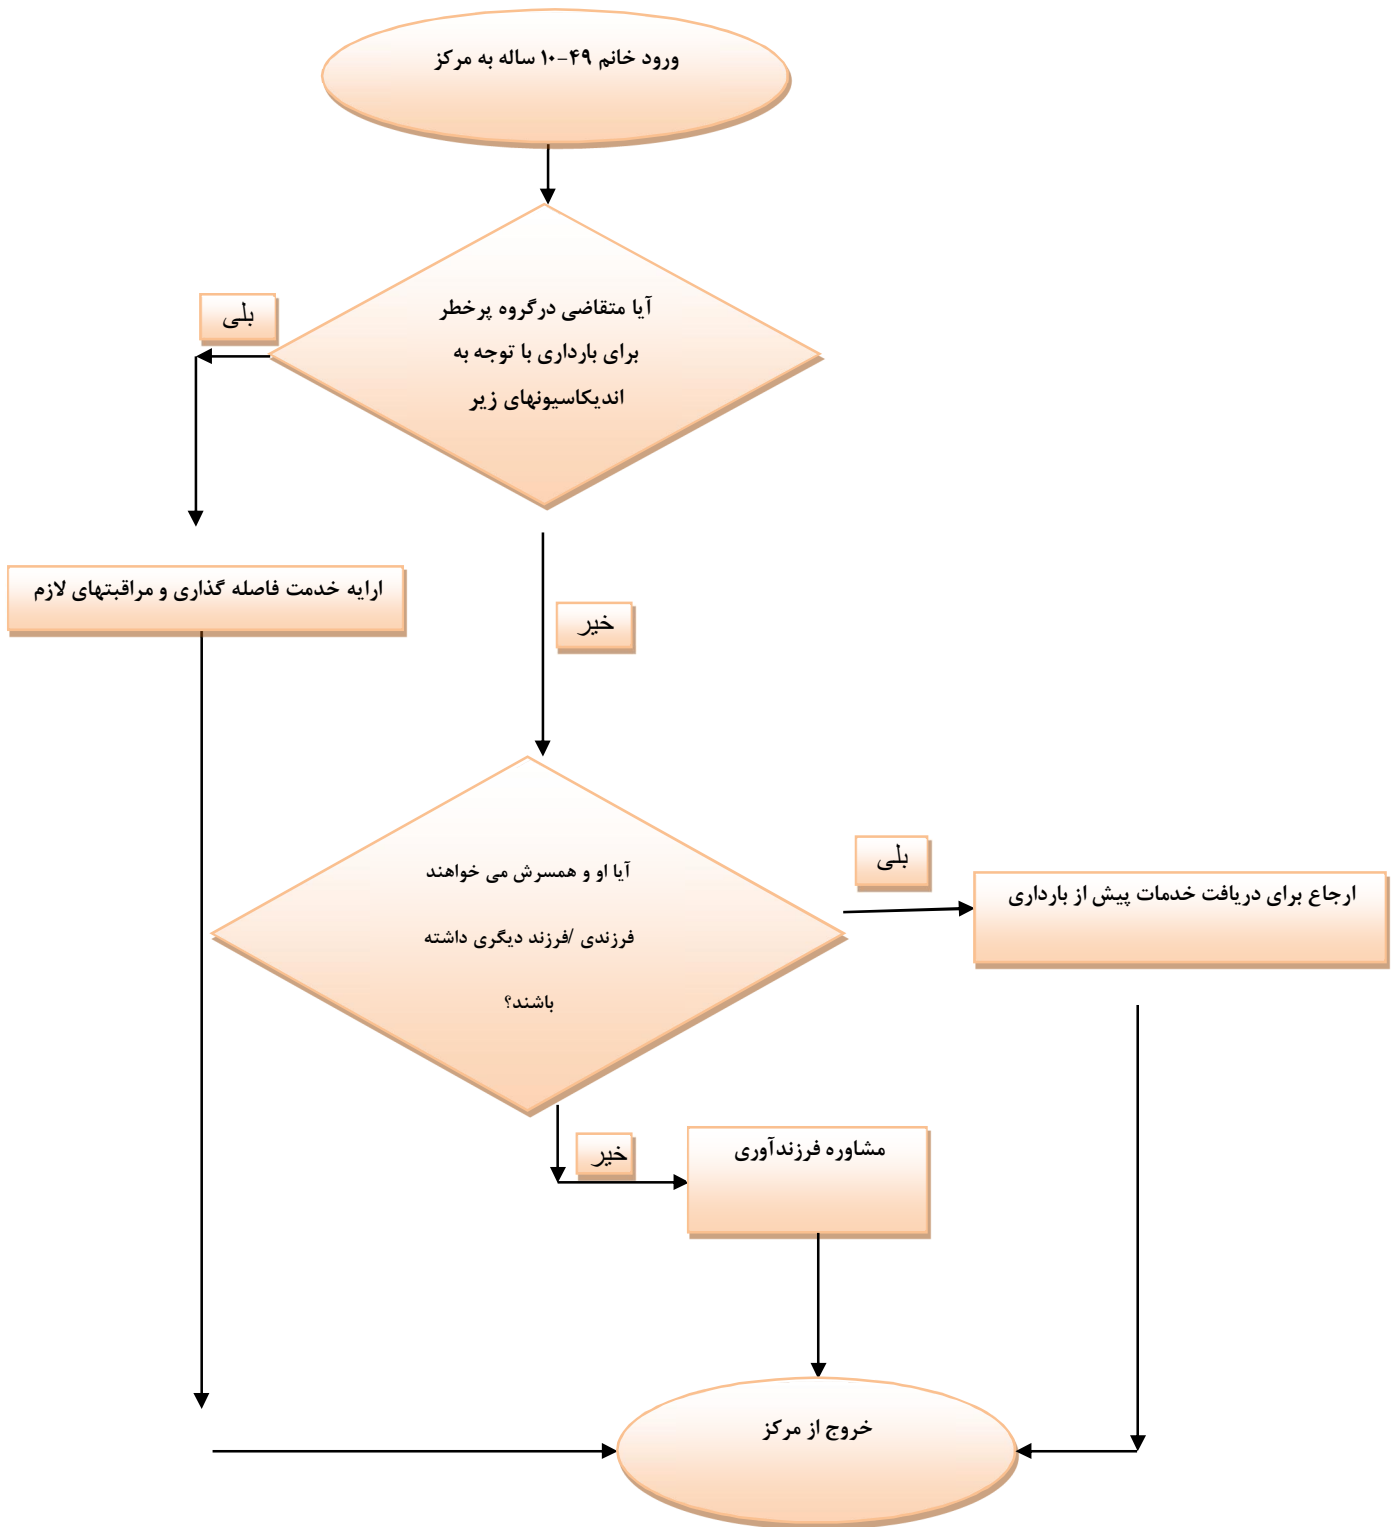 ورود خانم ۴۹-۱۰ ساله به مرکز
آیا متقاضی درگروه پرخطر
برای بارداری با توجه به
اندیکاسیونهای زیر
بلی
ارایه خدمت فاصله گذاری و مراقبتهای لازم
خیر
آیا او و همسرش می خواهند
فرزندی /فرزند دیگری داشته
باشند؟
بلی
ارجاع برای دریافت خدمات پیش از بارداری
خیر
مشاوره فرزندآوری
خروج از مرکز